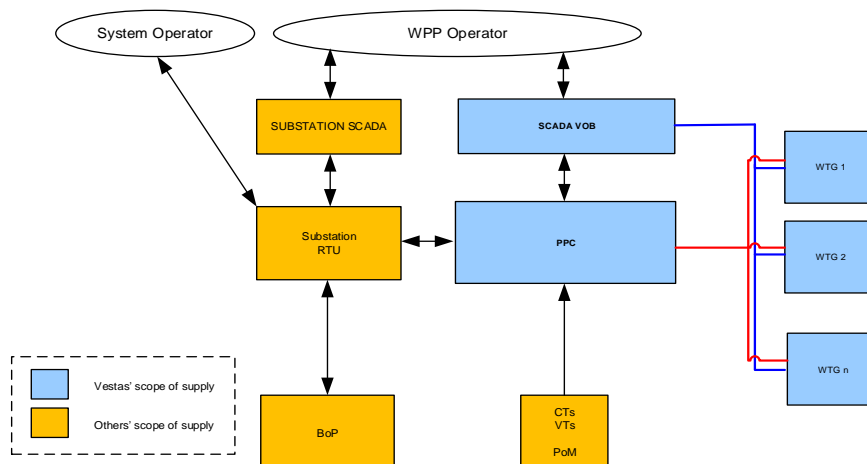 System Operator
WPP Operator
SUBSTATION SCADA
SCADA VOB
WTG 1
Substation
RTU
PPC
WTG 2
WTG n
Vestas' scope of supply
Others' scope of supply
BoP
CTs
VTs
PoM